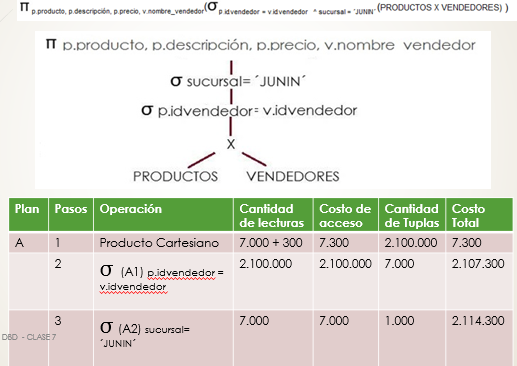 π p.producto, p.descripción, p.precio, v.nombre_vendedor(σ p.idvendedor = v.idvendedor ^ sucursal = ¨JUNIN¨ (PRODUCTOS X VENDEDORES) )
π p.producto, p.descripción, p.precio, v.nombre vendedor
σ sucursal= ´JUNIN´
σ p.idvendedor= v.idvendedor
X
PRODUCTOS VENDEDORES
Plan Pasos Operación Cantidad de lecturas Costo de acceso Cantidad de Tuplas Costo Total
A 1 Producto Cartesiano 7.000 + 300 7.300 2.100.000 7.300
2 σ (A1) p.idvendedor = v.idvendedor 2.100.000 2.100.000 7.000 2.107.300
3 σ (A2) sucursal= ´JUNIN´ 7.000 7.000 1.000 2.114.300
DBD - CLASE 7